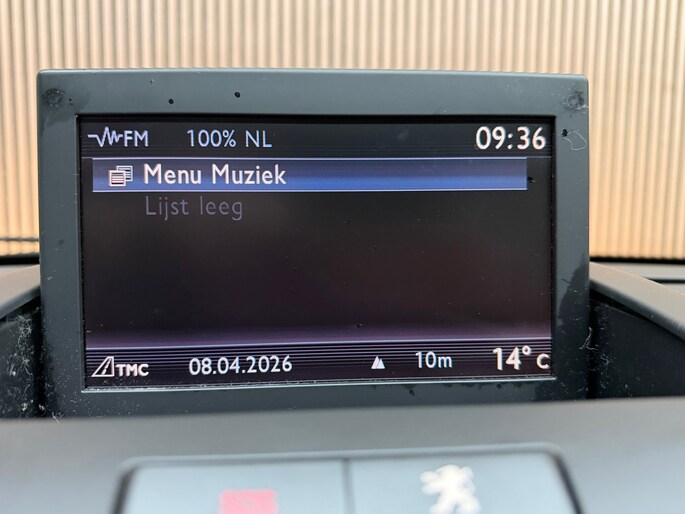 FM 100% NL 09:36
Menu Muziek
Lijst leeg
TMC 08.04.2026 10m 14° C